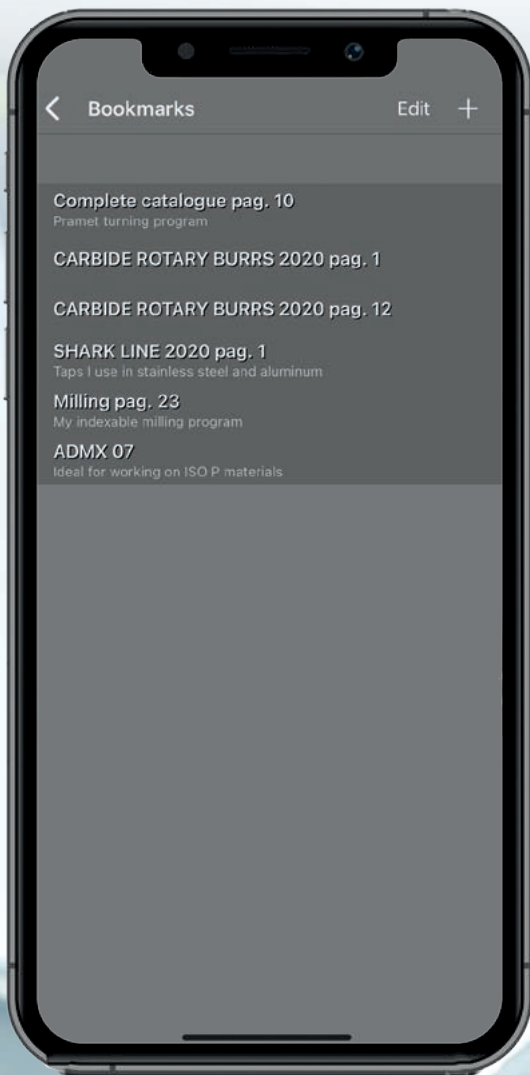 Bookmarks
Edit
Complete catalogue pag. 10
Pramet turning program
CARBIDE ROTARY BURRS 2020 pag. 1
CARBIDE ROTARY BURRS 2020 pag. 12
SHARK LINE 2020 pag. 1
Taps I use in stainless steel and aluminum
Milling pag. 23
My indexable milling program
ADMX 07
Ideal for working on ISO P materials